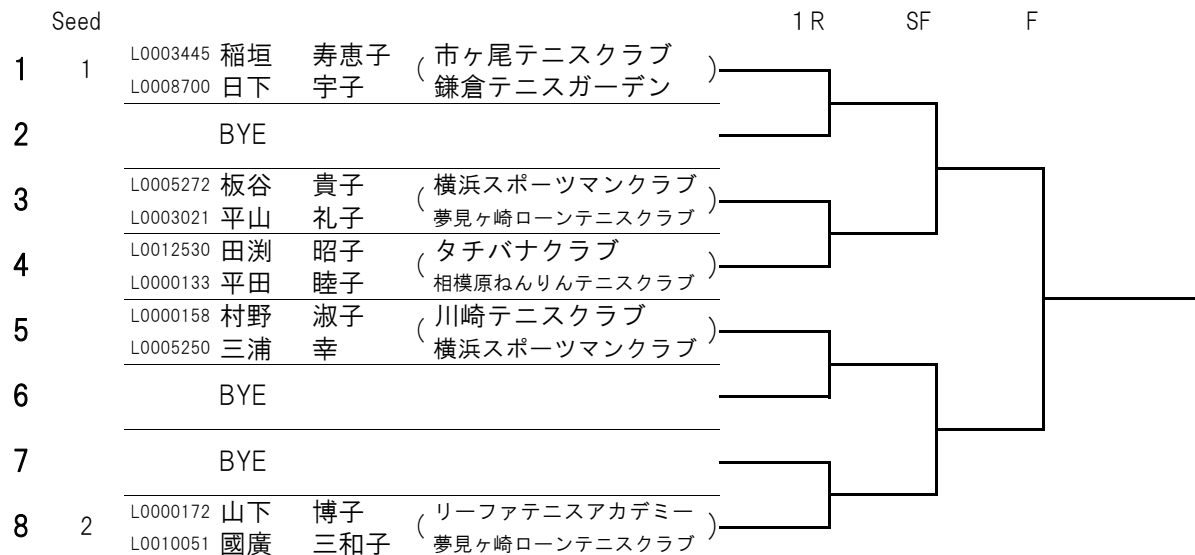 Seed 1R SF F
1 1 L0003445 稲垣 寿恵子 ( 市ヶ尾テニスクラブ )
L0008700 日下 宇子 鎌倉テニスガーデン
2 BYE
3 L0005272 板谷 貴子 ( 横浜スポーツマンクラブ )
L0003021 平山 礼子 夢見ヶ崎ローンテニスクラブ
4 L0012530 田渕 昭子 ( タチバナクラブ )
L0000133 平田 睦子 相模原ねんりんテニスクラブ
5 L0000158 村野 淑子 ( 川崎テニスクラブ )
L0005250 三浦 幸 横浜スポーツマンクラブ
6 BYE
7 BYE
8 2 L0000172 山下 博子 ( リーファテニスアカデミー )
L0010051 國廣 三和子 夢見ヶ崎ローンテニスクラブ